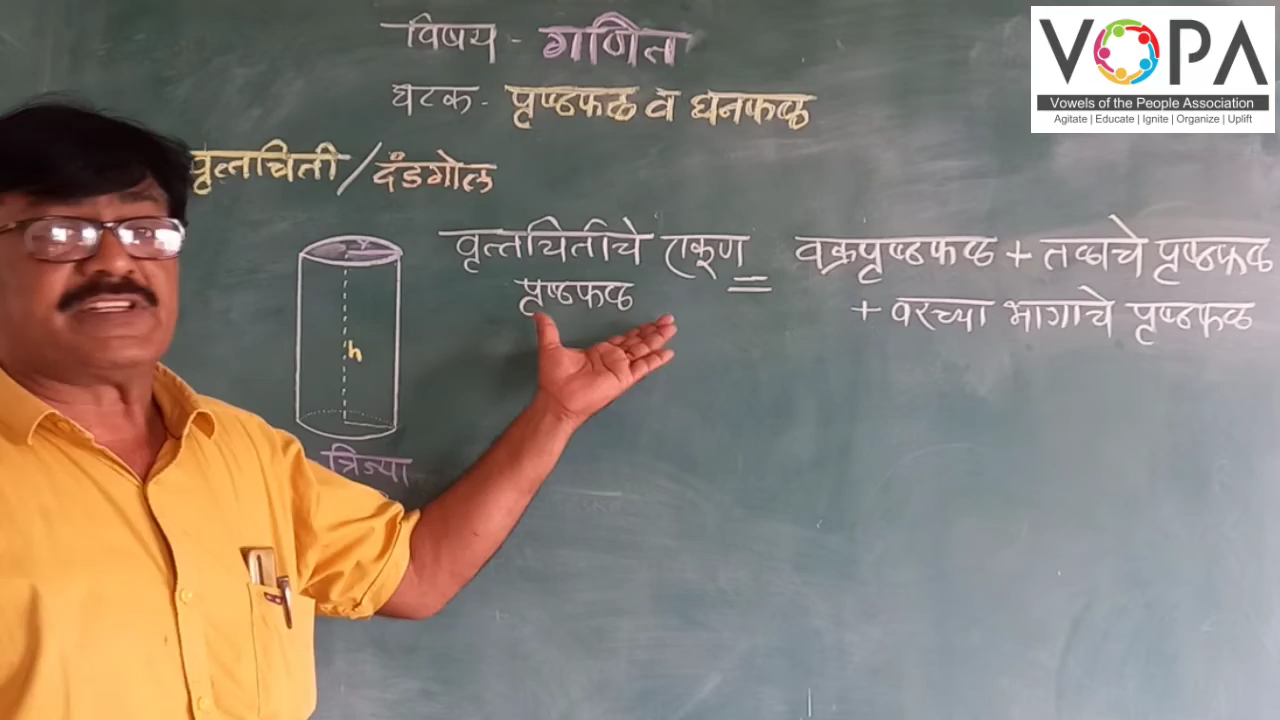 विषय - गणित
घटक - पृष्ठफळ व घनफळ
VOPA
Vowels of the People Association
Agitate | Educate | Ignite | Organize | Uplift
वृत्तचिती / दंडगोल
r
h
त्रिज्या
वृत्तचितीचे एकूण पृष्ठफळ = वक्रपृष्ठफळ + तळाचे पृष्ठफळ
+ वरच्या भागाचे पृष्ठफळ